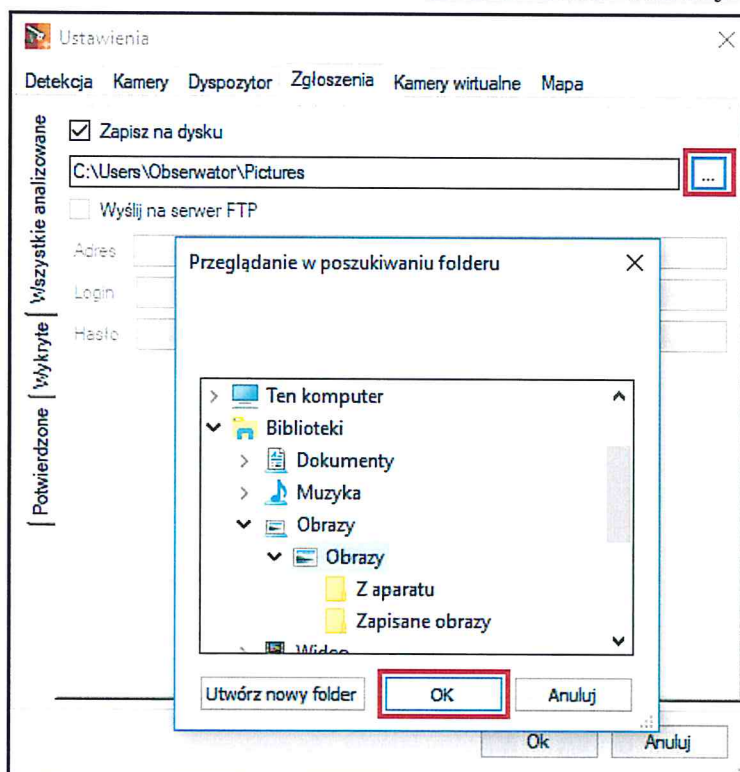 Ustawienia
Detekcja Kamery Dyspozytor Zgłoszenia Kamery wirtualne Mapa
Wszystkie analizowane
Wykryte
Potwierdzone
Zapisz na dysku
C:\Users\Obserwator\Pictures
...
Wyślij na serwer FTP
Adres
Login
Hasło
Przeglądanie w poszukiwaniu folderu
Ten komputer
Biblioteki
Dokumenty
Muzyka
Obrazy
Obrazy
Z aparatu
Zapisane obrazy
Wideo
Utwórz nowy folder OK Anuluj
Ok Anuluj